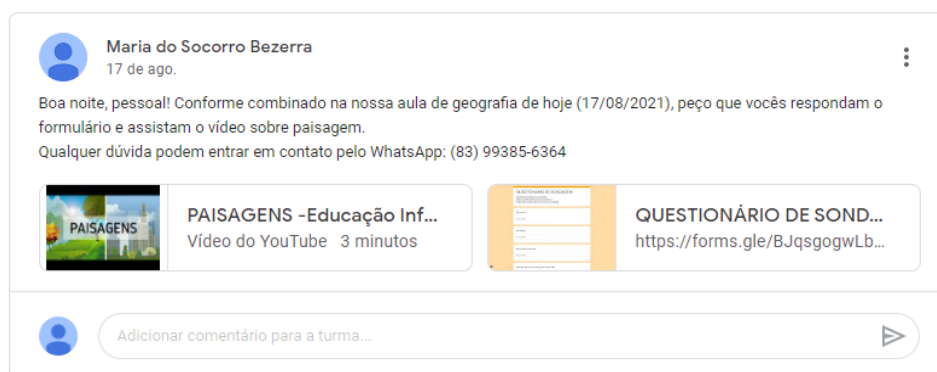 Maria do Socorro Bezerra
17 de ago.
Boa noite, pessoal! Conforme combinado na nossa aula de geografia de hoje (17/08/2021), peço que vocês respondam o
formulário e assistam o vídeo sobre paisagem.
Qualquer dúvida podem entrar em contato pelo WhatsApp: (83) 99385-6364
PAISAGENS
PAISAGENS -Educação Inf...
Vídeo do YouTube 3 minutos
QUESTIONÁRIO DE SOND...
https://forms.gle/BJqsgogwLb...
Adicionar comentário para a turma...